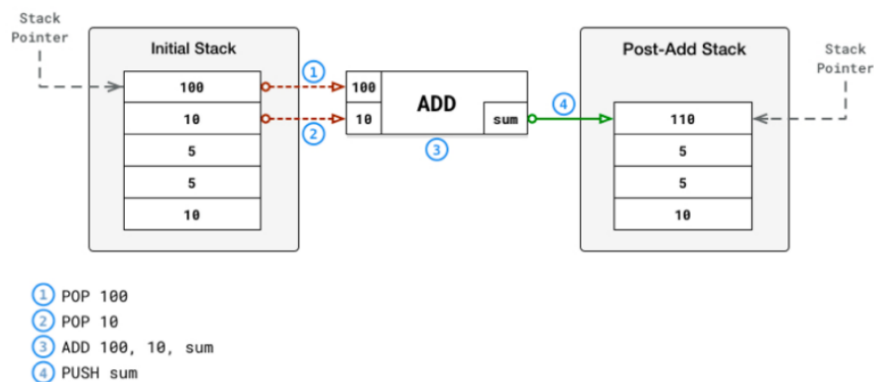 Stack
Pointer
Initial Stack
100
10
5
5
10
1
2
100
10
ADD
sum
3
4
Post-Add Stack
110
5
5
10
Stack
Pointer
1 POP 100
2 POP 10
3 ADD 100, 10, sum
4 PUSH sum